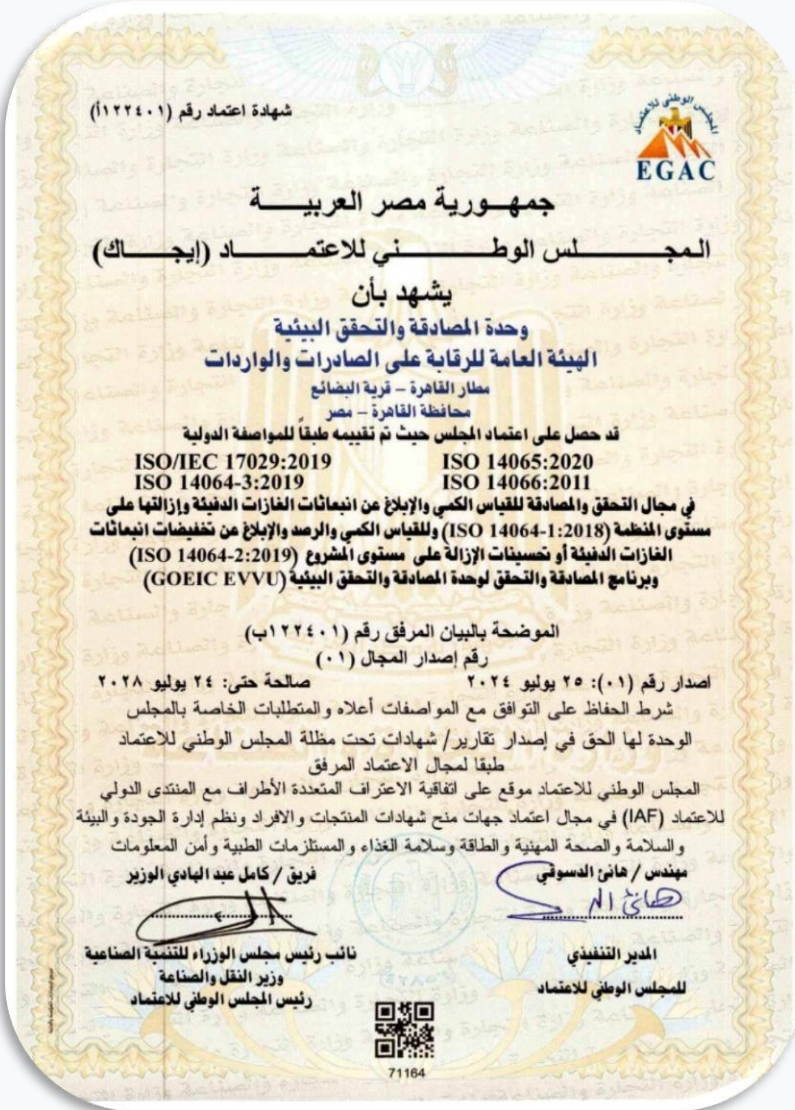 شهادة اعتماد رقم (١٢٢٤٠١أ)
المجلس الوطني للاعتماد
EGAC
جمهـورية مصر العربيـة
المجـلس الوطـني للاعتمـاد (إيجـاك)
يشهد بأن
وحدة المصادقة والتحقق البيئية
الهيئة العامة للرقابة على الصادرات والواردات
مطار القاهرة – قرية البضائع
محافظة القاهرة – مصر
قد حصل على اعتماد المجلس حيث تم تقييمه طبقاً للمواصفة الدولية
ISO/IEC 17029:2019 ISO 14065:2020
ISO 14064-3:2019 ISO 14066:2011
في مجال التحقق والمصادقة للقياس الكمي والإبلاغ عن انبعاثات الغازات الدفيئة وإزالتها على
مستوى المنظمة (ISO 14064-1:2018) وللقياس الكمي والرصد والإبلاغ عن تخفيضات انبعاثات
الغازات الدفيئة أو تحسينات الإزالة على مستوى المشروع (ISO 14064-2:2019)
وبرنامج المصادقة والتحقق لوحدة المصادقة والتحقق البيئية (GOEIC EVVU)
الموضحة بالبيان المرفق رقم (١٢٢٤٠١ب)
رقم إصدار المجال (٠١)
اصدار رقم (٠١): ٢٥ يوليو ٢٠٢٤ صالحة حتى: ٢٤ يوليو ٢٠٢٨
شرط الحفاظ على التوافق مع المواصفات أعلاه والمتطلبات الخاصة بالمجلس
الوحدة لها الحق في إصدار تقارير/ شهادات تحت مظلة المجلس الوطني للاعتماد
طبقا لمجال الاعتماد المرفق
المجلس الوطني للاعتماد موقع على اتفاقية الاعتراف المتعددة الأطراف مع المنتدى الدولي
للاعتماد (IAF) في مجال اعتماد جهات منح شهادات المنتجات والافراد ونظم إدارة الجودة والبيئة
والسلامة والصحة المهنية والطاقة وسلامة الغذاء والمستلزمات الطبية وأمن المعلومات
مهندس / هانئ الدسوقي
فريق / كامل عبد الهادي الوزير
المدير التنفيذي
للمجلس الوطني للاعتماد
نائب رئيس مجلس الوزراء للتنمية الصناعية
وزير النقل والصناعة
رئيس المجلس الوطني للاعتماد
71164